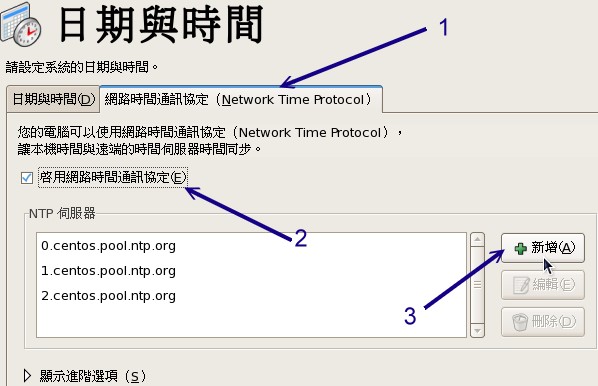 日期與時間
1
請設定系統的日期與時間。
日期與時間(D) 網路時間通訊協定（Network Time Protocol）
您的電腦可以使用網路時間通訊協定（Network Time Protocol），
讓本機時間與遠端的時間伺服器時間同步。
啓用網路時間通訊協定(E)
2
NTP 伺服器
0.centos.pool.ntp.org
1.centos.pool.ntp.org
2.centos.pool.ntp.org
新增(A)
編輯(E)
刪除(D)
3
顯示進階選項（S）